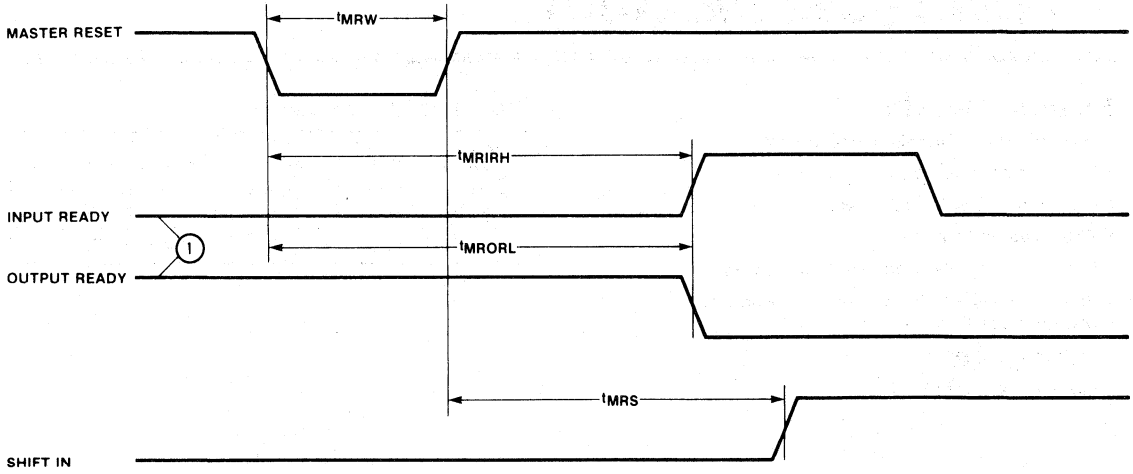 tMRW
MASTER RESET
tMRIRH
INPUT READY
1
tMRORL
OUTPUT READY
tMRS
SHIFT IN